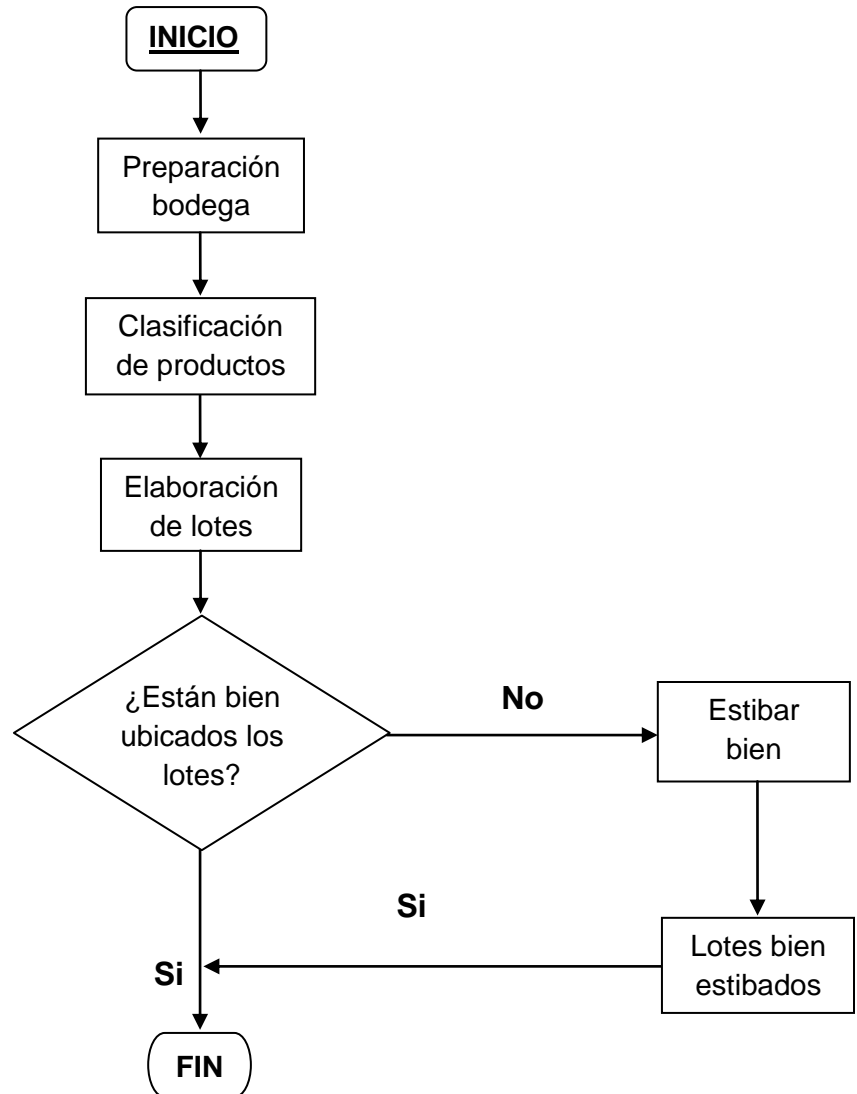 INICIO
Preparación
bodega
Clasificación
de productos
Elaboración
de lotes
¿Están bien
ubicados los
lotes?
No
Estibar
bien
Si
Lotes bien
estibados
Si
FIN